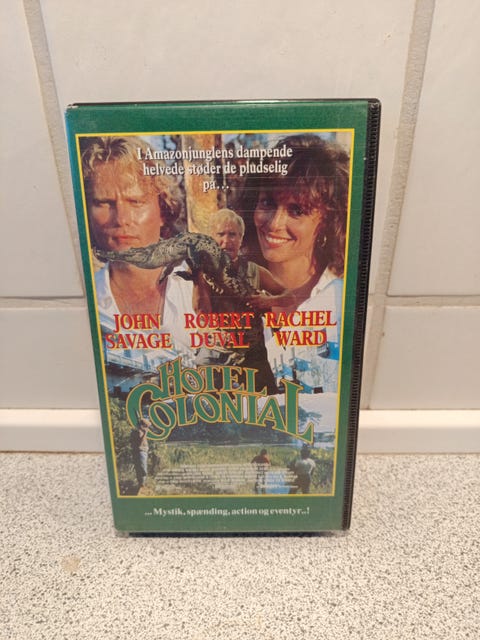 I Amazonjunglens dampende
helvede støder de pludselig
på...
JOHN SAVAGE
ROBERT DUVAL
RACHEL WARD
HOTEL
COLONIAL
... Mystik, spænding, action og eventyr..!